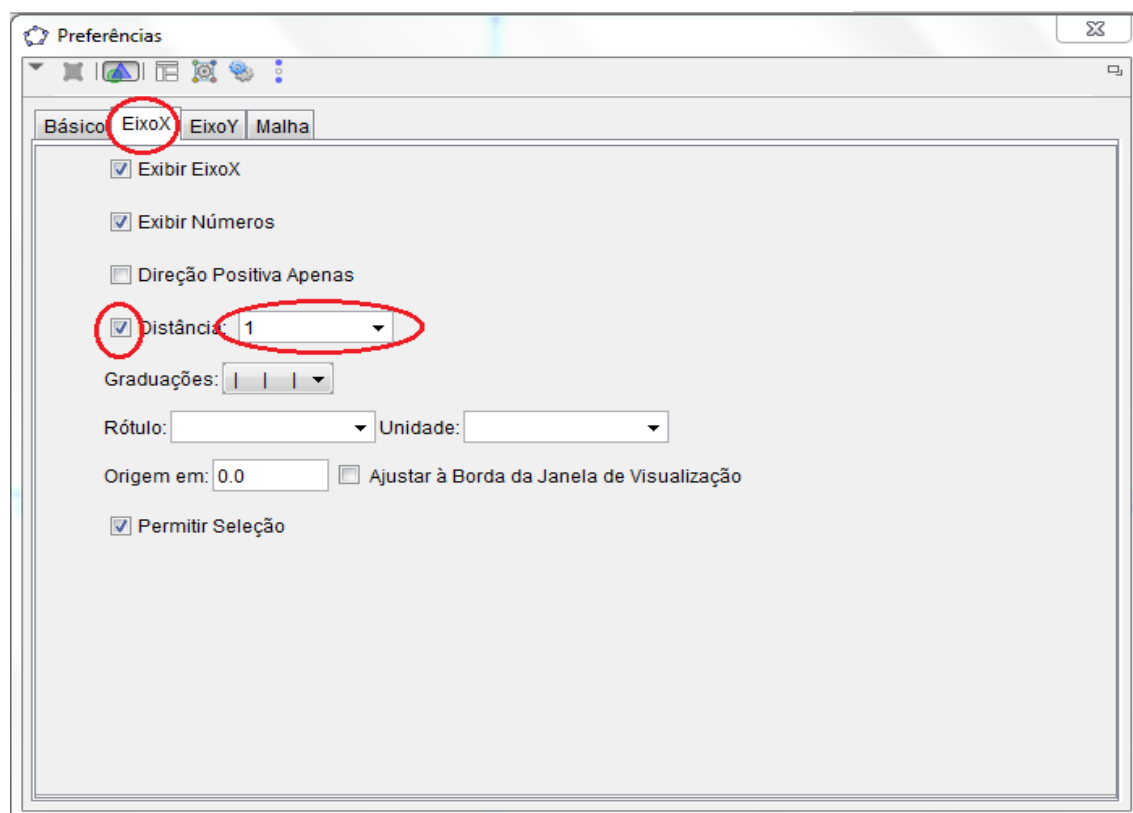 Preferências
Básico EixoX EixoY Malha
Exibir EixoX
Exibir Números
Direção Positiva Apenas
Distância: 1
Graduações: | | |
Rótulo: Unidade:
Origem em: 0.0 Ajustar à Borda da Janela de Visualização
Permitir Seleção